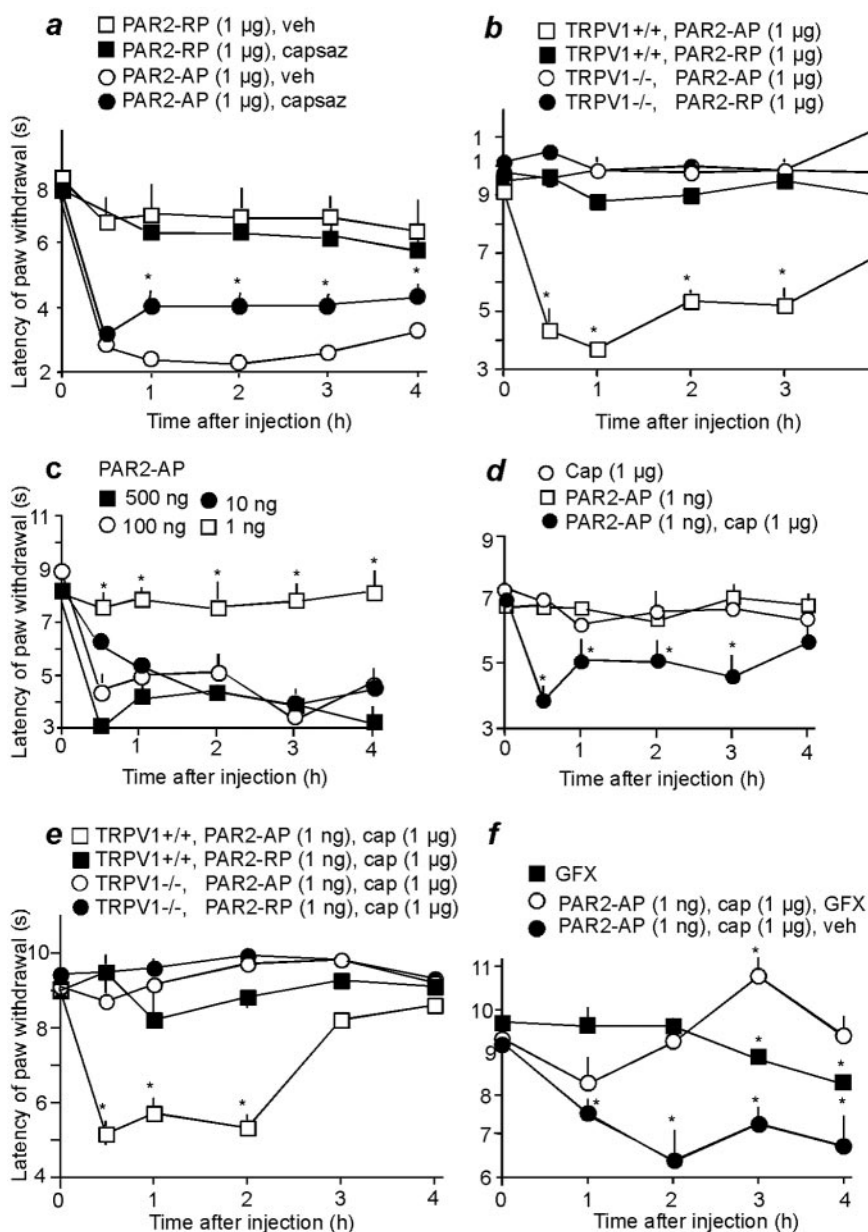 a
PAR2-RP (1 µg), veh
PAR2-RP (1 µg), capsaz
PAR2-AP (1 µg), veh
PAR2-AP (1 µg), capsaz
Latency of paw withdrawal (s)
8
6
4
2
* * * *
0 1 2 3 4
Time after injection (h)
b
TRPV1+/+, PAR2-AP (1 µg)
TRPV1+/+, PAR2-RP (1 µg)
TRPV1-/-, PAR2-AP (1 µg)
TRPV1-/-, PAR2-RP (1 µg)
1
1
9
7
5
3
* * * *
0 1 2 3
Time after injection (h)
c
PAR2-AP
500 ng 10 ng
100 ng 1 ng
Latency of paw withdrawal (s)
11
9
7
5
3
* * * * *
0 1 2 3 4
Time after injection (h)
d
Cap (1 µg)
PAR2-AP (1 ng)
PAR2-AP (1 ng), cap (1 µg)
9
7
5
3
* * * *
0 1 2 3 4
Time after injection (h)
e
TRPV1+/+, PAR2-AP (1 ng), cap (1 µg)
TRPV1+/+, PAR2-RP (1 ng), cap (1 µg)
TRPV1-/-, PAR2-AP (1 ng), cap (1 µg)
TRPV1-/-, PAR2-RP (1 ng), cap (1 µg)
Latency of paw withdrawal (s)
10
8
6
4
* * *
0 1 2 3 4
Time after injection (h)
f
GFX
PAR2-AP (1 ng), cap (1 µg), GFX
PAR2-AP (1 ng), cap (1 µg), veh
11
10
9
8
7
6
*
* *
* * * *
0 1 2 3 4
Time after injection (h)